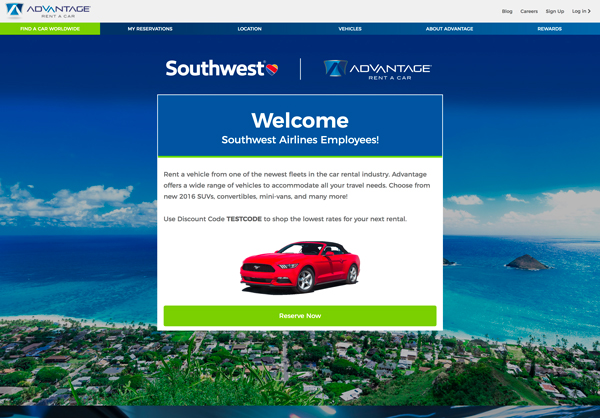 ADVANTAGE
RENT A CAR
Blog Careers Sign Up Log in
FIND A CAR WORLDWIDE MY RESERVATIONS LOCATION VEHICLES ABOUT ADVANTAGE REWARDS
Southwest ADVANTAGE
RENT A CAR
Welcome
Southwest Airlines Employees!
Rent a vehicle from one of the newest fleets in the car rental industry. Advantage
offers a wide range of vehicles to accommodate all your travel needs. Choose from
new 2016 SUVs, convertibles, mini-vans, and many more!
Use Discount Code TESTCODE to shop the lowest rates for your next rental.
Reserve Now